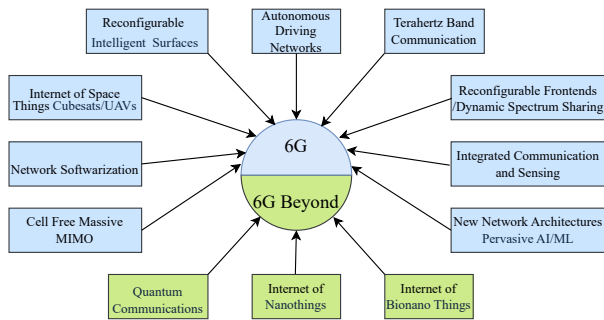 Reconfigurable
Intelligent Surfaces
Autonomous
Driving
Networks
Terahertz Band
Communication
Internet of Space
Things Cubesats/UAVs
Reconfigurable Frontends
/Dynamic Spectrum Sharing
6G
Network Softwarization
Integrated Communication
and Sensing
6G Beyond
Cell Free Massive
MIMO
New Network Architectures
Pervasive AI/ML
Quantum
Communications
Internet of
Nanothings
Internet of
Bionano Things